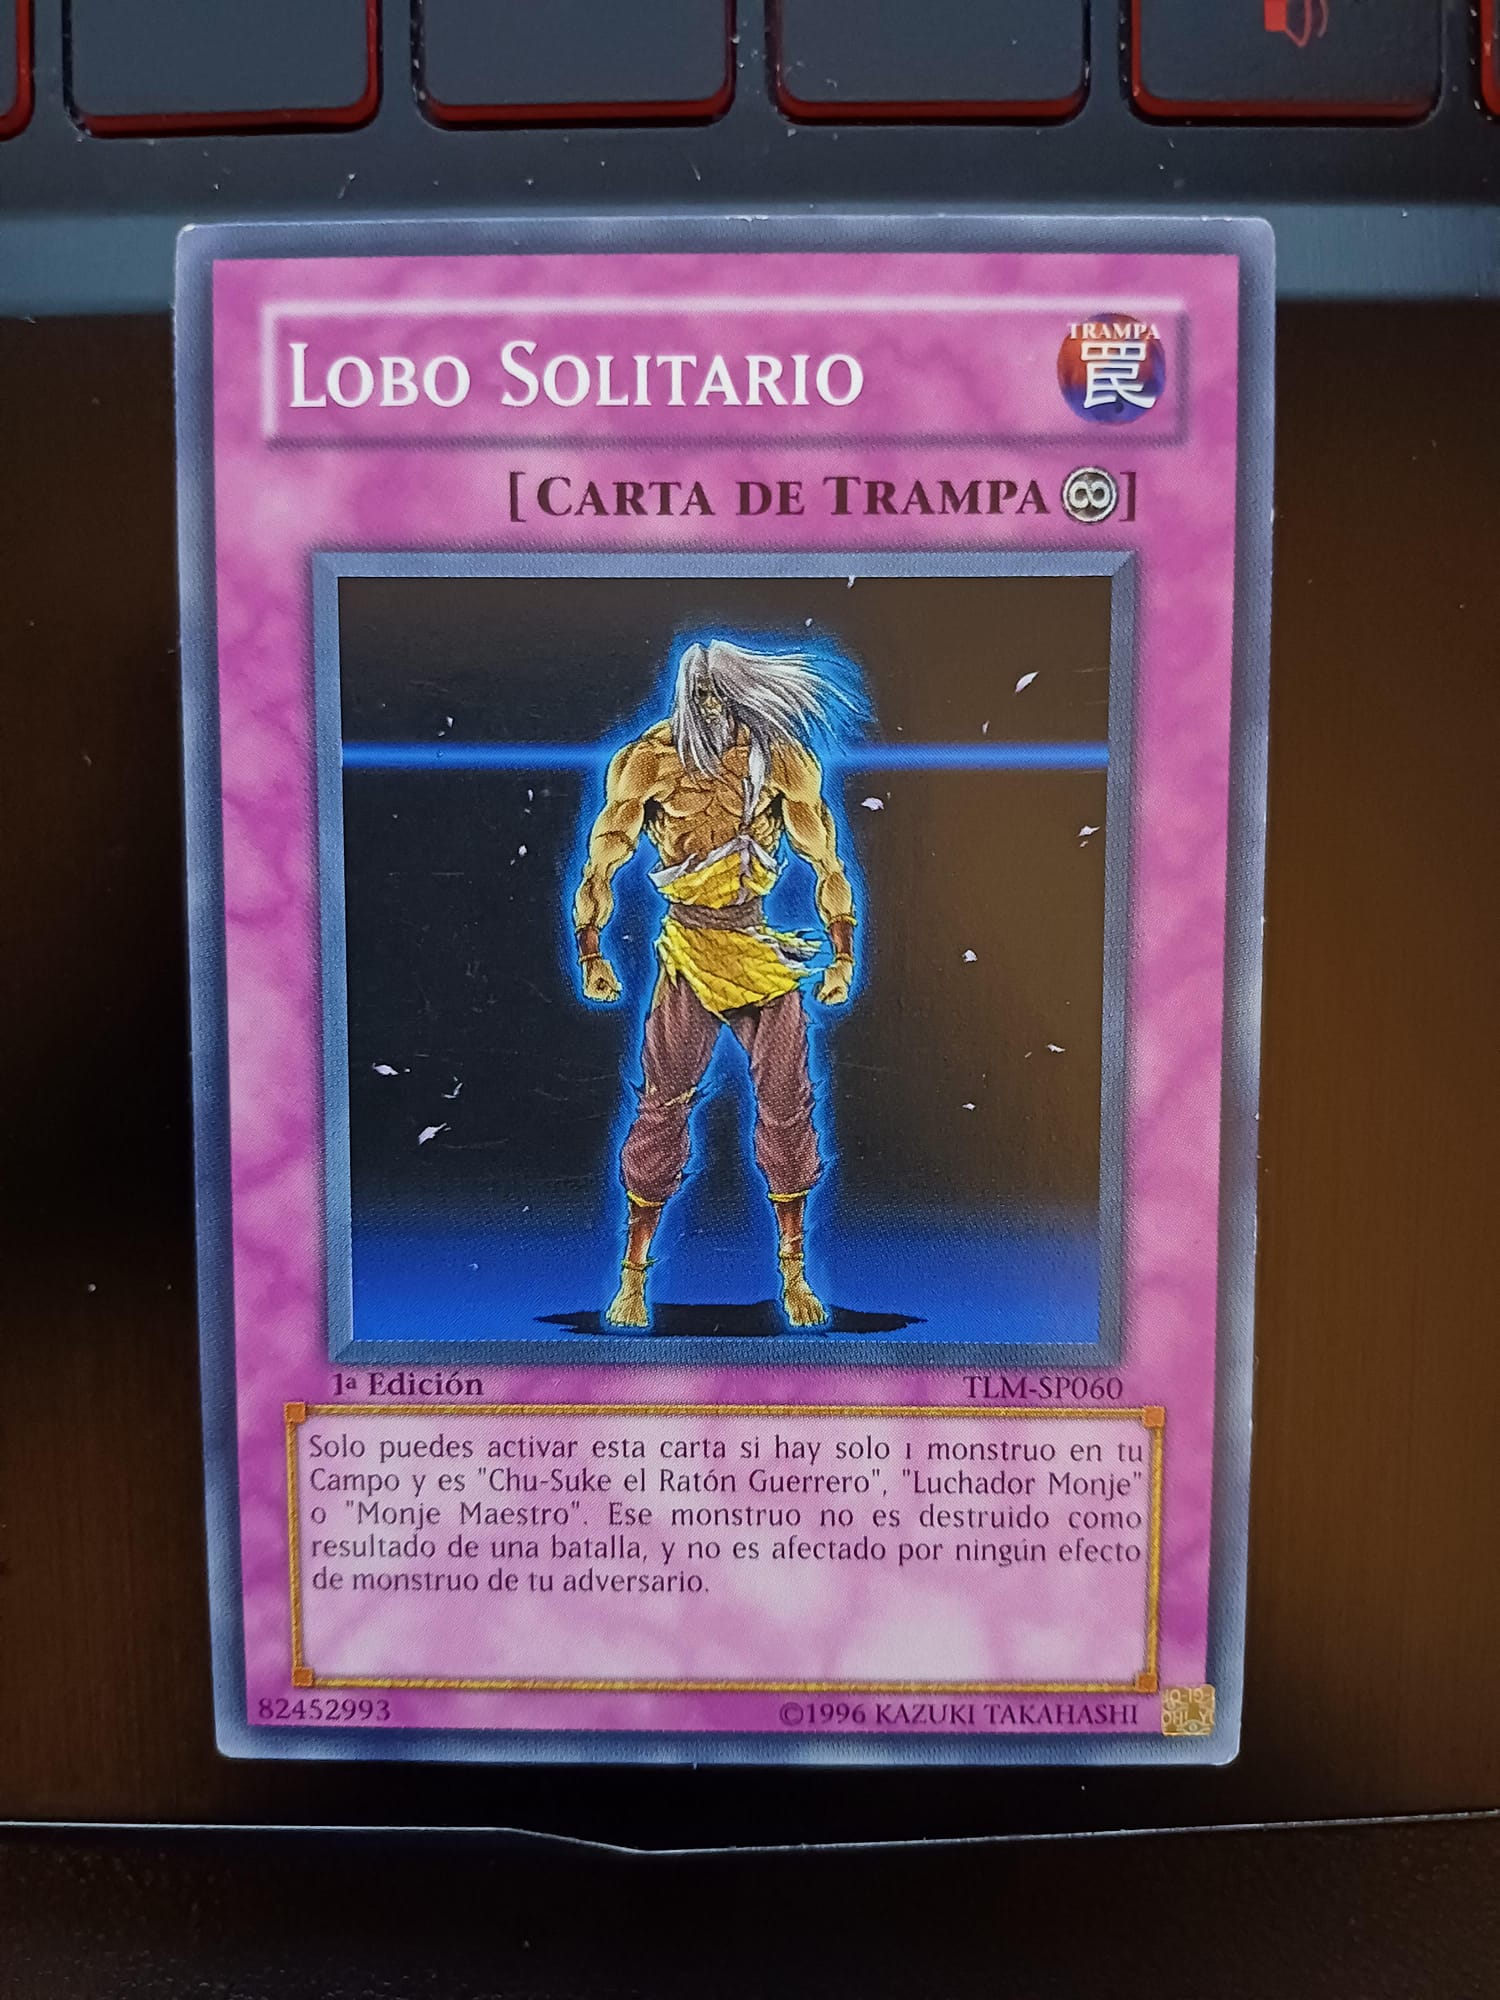 LOBO SOLITARIO
TRAMPA
罠
[CARTA DE TRAMPA ∞]
1ª Edición
TLM-SP060
Solo puedes activar esta carta si hay solo 1 monstruo en tu
Campo y es "Chu-Suke el Ratón Guerrero", "Luchador Monje"
o "Monje Maestro". Ese monstruo no es destruido como
resultado de una batalla, y no es afectado por ningún efecto
de monstruo de tu adversario.
82452993
©1996 KAZUKI TAKAHASHI